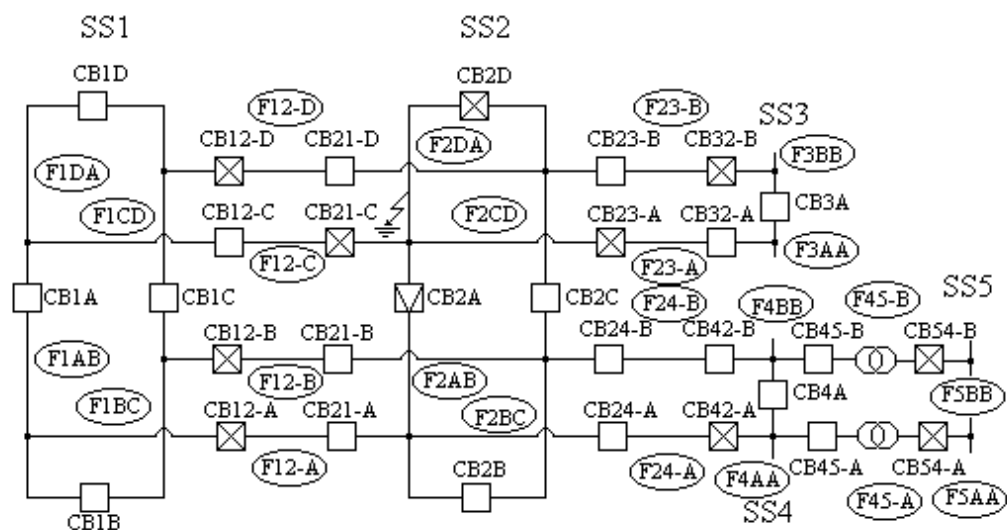 SS1
SS2
CB1D
CB2D
F12-D
F23-B
SS3
CB12-D
CB21-D
F2DA
CB23-B
CB32-B
F3BB
F1DA
CB3A
F1CD
CB12-C
CB21-C
F2CD
CB23-A
CB32-A
F3AA
F12-C
F23-A
CB1A
CB1C
CB2A
CB2C
F24-B
F4BB
F45-B
SS5
CB12-B
CB21-B
CB24-B
CB42-B
CB45-B
CB54-B
F1AB
F12-B
F2AB
CB4A
F5BB
F1BC
CB12-A
CB21-A
F2BC
CB24-A
CB42-A
F12-A
F24-A
F4AA
CB45-A
CB54-A
CB2B
F45-A
F5AA
CB1B
SS4